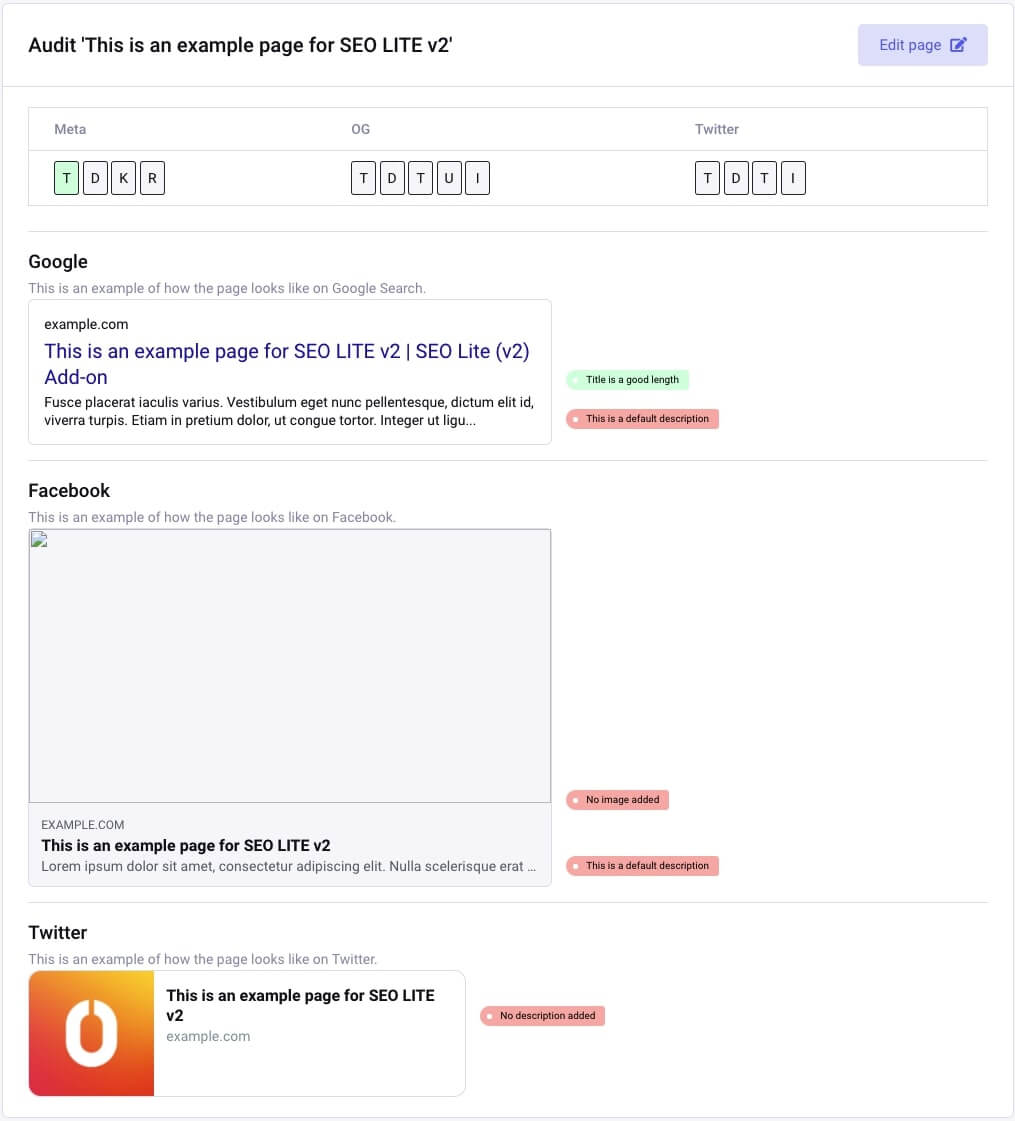 Audit 'This is an example page for SEO LITE v2'
Edit page
Meta OG Twitter
T D K R T D T U I T D T I
Google
This is an example of how the page looks like on Google Search.
example.com
This is an example page for SEO LITE v2 | SEO Lite (v2)
Add-on
Title is a good length
Fusce placerat iaculis varius. Vestibulum eget nunc pellentesque, dictum elit id,
viverra turpis. Etiam in pretium dolor, ut congue tortor. Integer ut ligu...
This is a default description
Facebook
This is an example of how the page looks like on Facebook.
No image added
EXAMPLE.COM
This is an example page for SEO LITE v2
Lorem ipsum dolor sit amet, consectetur adipiscing elit. Nulla scelerisque erat ...
This is a default description
Twitter
This is an example of how the page looks like on Twitter.
This is an example page for SEO LITE
v2
example.com
No description added